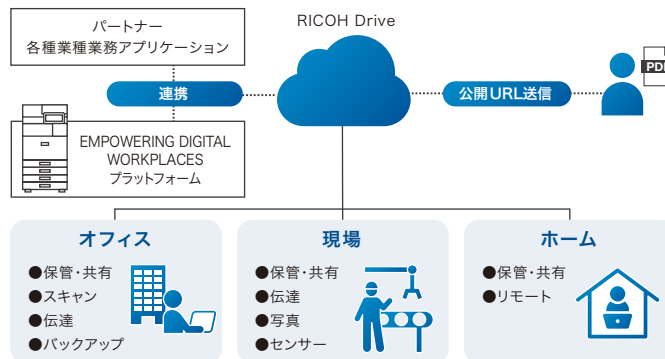 パートナー
各種業種業務アプリケーション
RICOH Drive
連携
公開URL送信
PDF
EMPOWERING DIGITAL
WORKPLACES
プラットフォーム
オフィス
●保管・共有
●スキャン
●伝達
●バックアップ
現場
●保管・共有
●伝達
●写真
●センサー
ホーム
●保管・共有
●リモート